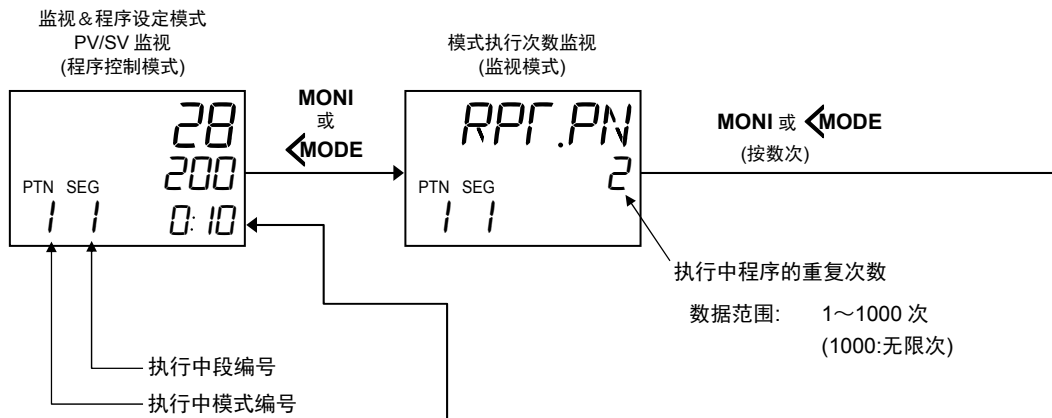 监视＆程序设定模式
PV/SV 监视
(程序控制模式)
28
200
PTN SEG
1 1 0:10
MONI
或
MODE
模式执行次数监视
(监视模式)
RPT.PN
2
PTN SEG
1 1
MONI 或 MODE
(按数次)
执行中程序的重复次数
数据范围: 1～1000 次
(1000:无限次)
执行中段编号
执行中模式编号